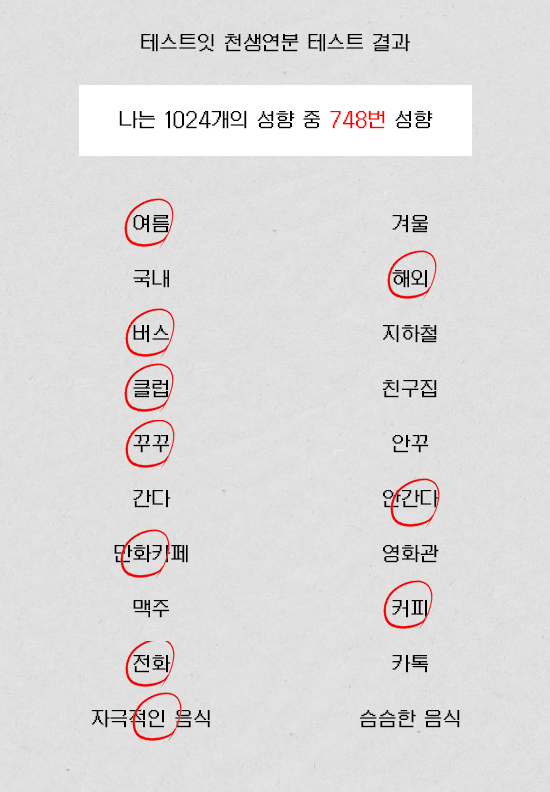 테스트잇 천생연분 테스트 결과
나는 1024개의 성향 중 748번 성향
여름 겨울
국내 해외
버스 지하철
클럽 친구집
꾸꾸 안꾸
간다 안간다
만화카페 영화관
맥주 커피
전화 카톡
자극적인 음식 슴슴한 음식